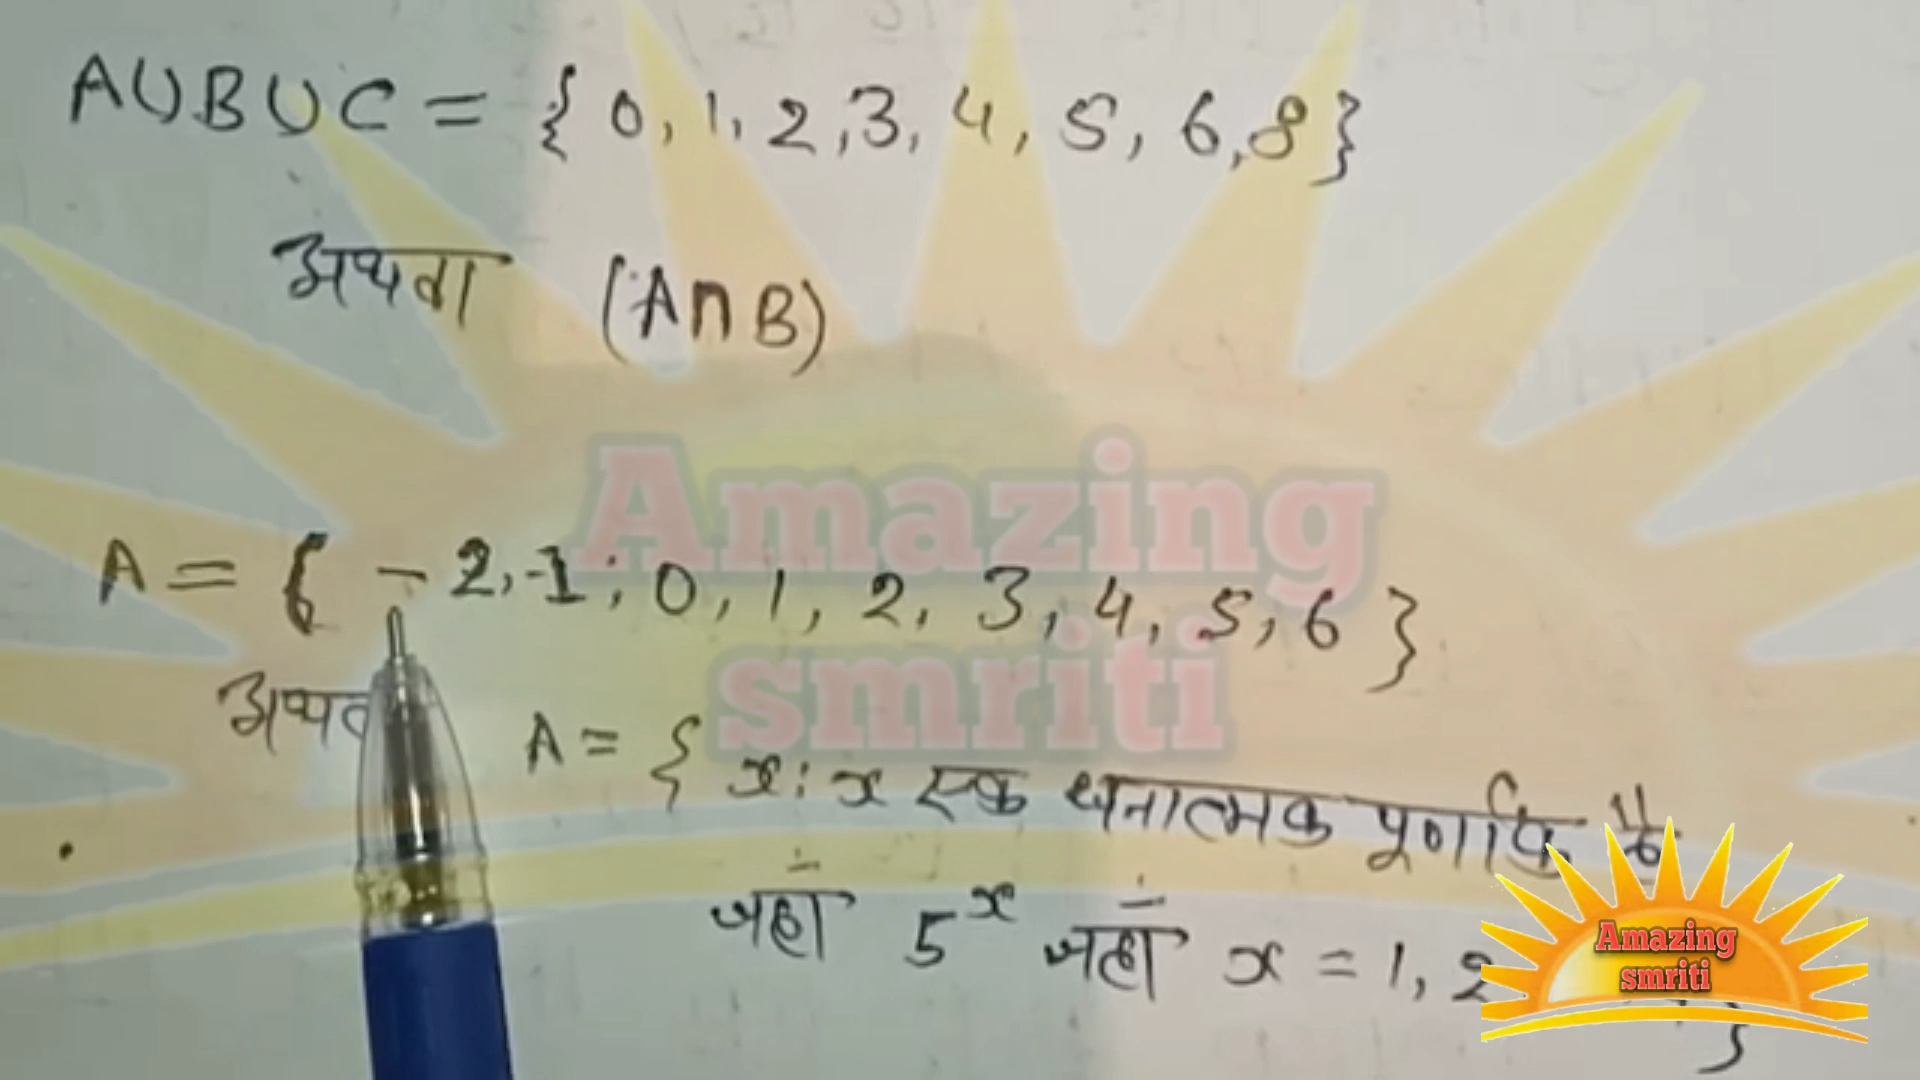 AUBUC = { 0, 1, 2, 3, 4, 5, 6, 8 }
अथवा (A∩B)
Amazing
smriti
A = { - 2, -1, 0, 1, 2, 3, 4, 5, 6 }
अथवा A = { x : x एक धनात्मक पूर्णांक है
जहां 5^x जहां x = 1, 2 }
Amazing
smriti